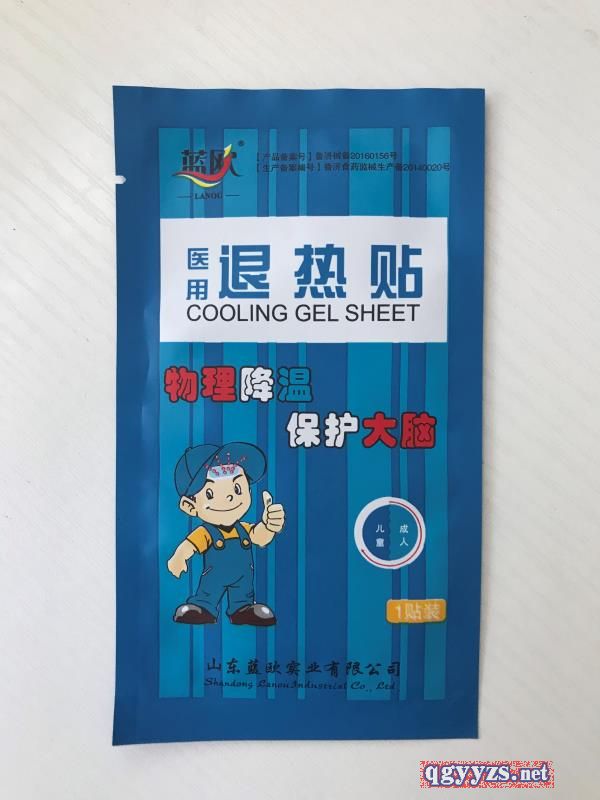 蓝欧®
LANOU
【产品备案号】鲁济械备20160156号
【生产备案编号】鲁济食药监械生产备20140020号
医用 退热贴
COOLING GEL SHEET
物理降温
保护大脑
儿童 成人
1贴装
山东蓝欧实业有限公司
Shandong Lanou Industrial Co., Ltd.
qgyyzs.net